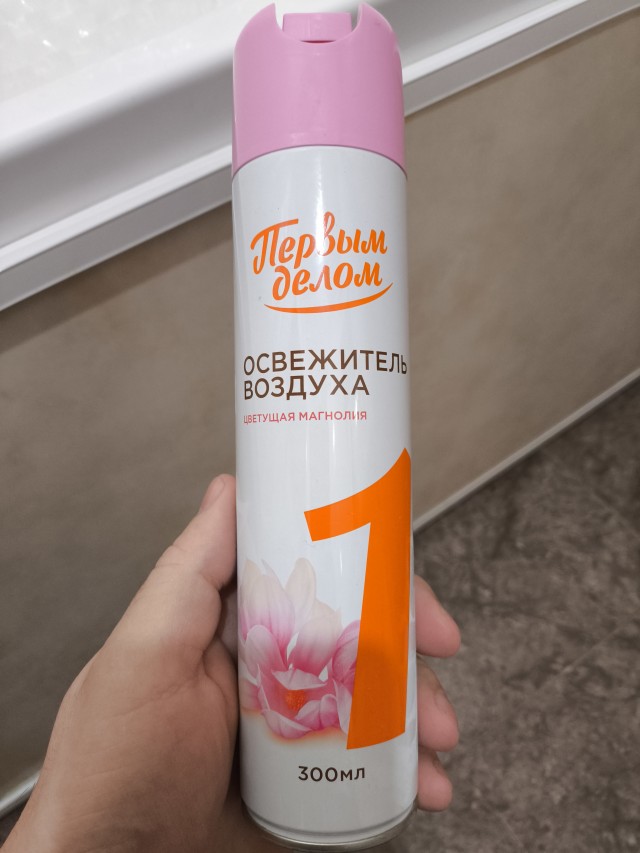 Первым
делом
ОСВЕЖИТЕЛЬ
ВОЗДУХА
ЦВЕТУЩАЯ МАГНОЛИЯ
1
300МЛ